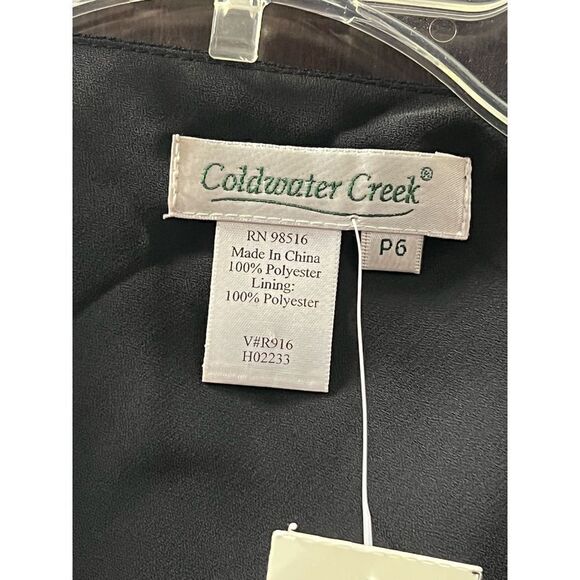 Coldwater Creek®
P6
RN 98516
Made In China
100% Polyester
Lining:
100% Polyester
V#R916
H02233